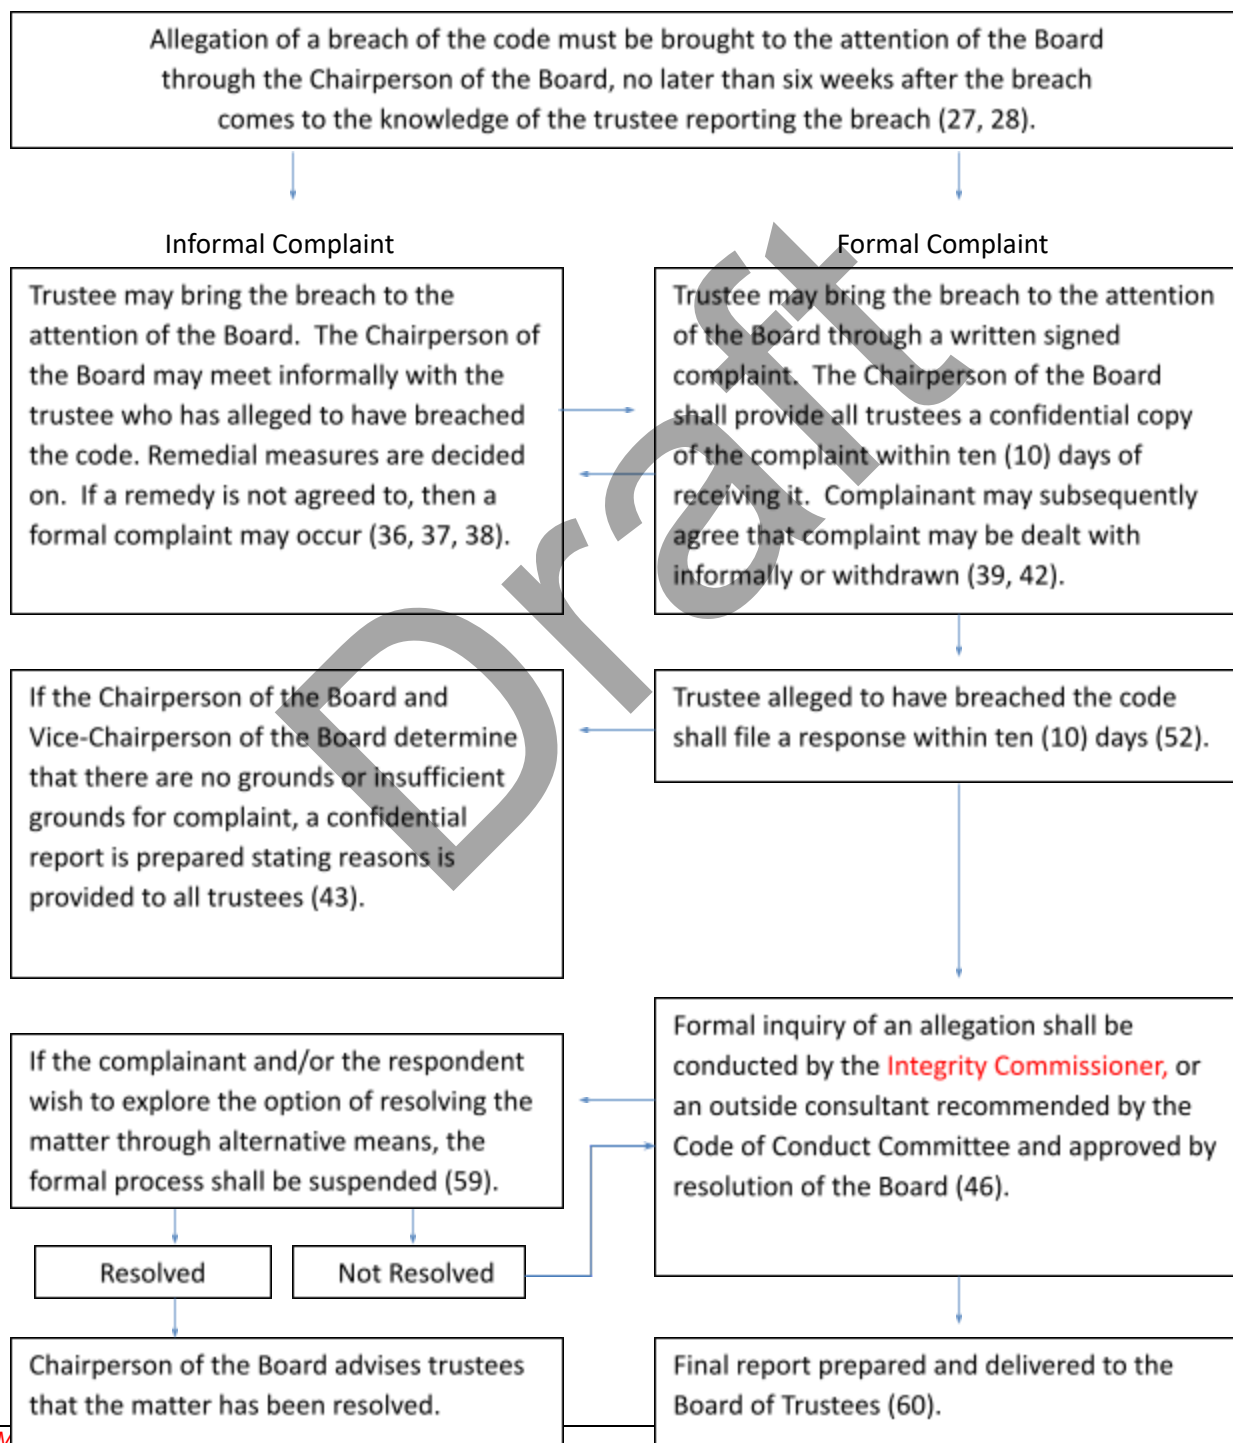 Allegation of a breach of the code must be brought to the attention of the Board
through the Chairperson of the Board, no later than six weeks after the breach
comes to the knowledge of the trustee reporting the breach (27, 28).
Informal Complaint
Trustee may bring the breach to the
attention of the Board.  The Chairperson of
the Board may meet informally with the
trustee who has alleged to have breached
the code. Remedial measures are decided
on.  If a remedy is not agreed to, then a
formal complaint may occur (36, 37, 38).
Formal Complaint
Trustee may bring the breach to the attention
of the Board through a written signed
complaint.  The Chairperson of the Board
shall provide all trustees a confidential copy
of the complaint within ten (10) days of
receiving it.  Complainant may subsequently
agree that complaint may be dealt with
informally or withdrawn (39, 42).
Trustee alleged to have breached the code
shall file a response within ten (10) days (52).
If the Chairperson of the Board and
Vice-Chairperson of the Board determine
that there are no grounds or insufficient
grounds for complaint, a confidential
report is prepared stating reasons is
provided to all trustees (43).
Formal inquiry of an allegation shall be
conducted by the Integrity Commissioner, or
an outside consultant recommended by the
Code of Conduct Committee and approved by
resolution of the Board (46).
If the complainant and/or the respondent
wish to explore the option of resolving the
matter through alternative means, the
formal process shall be suspended (59).
Resolved
Not Resolved
Chairperson of the Board advises trustees
that the matter has been resolved.
Final report prepared and delivered to the
Board of Trustees (60).
Draft